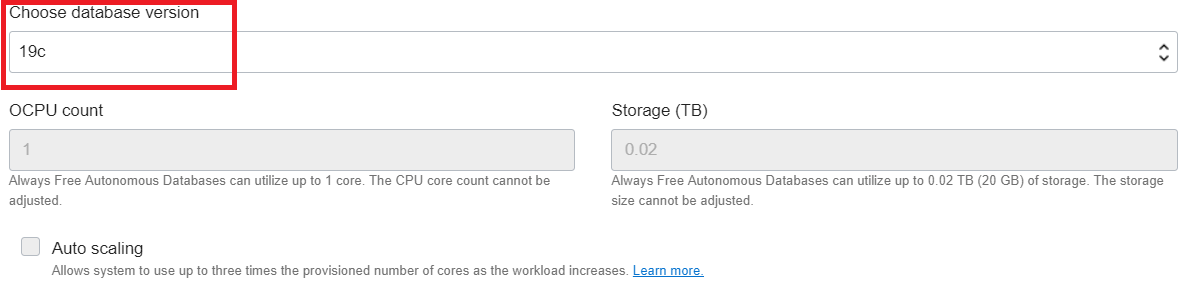 Choose database version
19c
OCPU count
Storage (TB)
1
0.02
Always Free Autonomous Databases can utilize up to 1 core. The CPU core count cannot be
adjusted.
Always Free Autonomous Databases can utilize up to 0.02 TB (20 GB) of storage. The storage
size cannot be adjusted.
Auto scaling
Allows system to use up to three times the provisioned number of cores as the workload increases. Learn more.